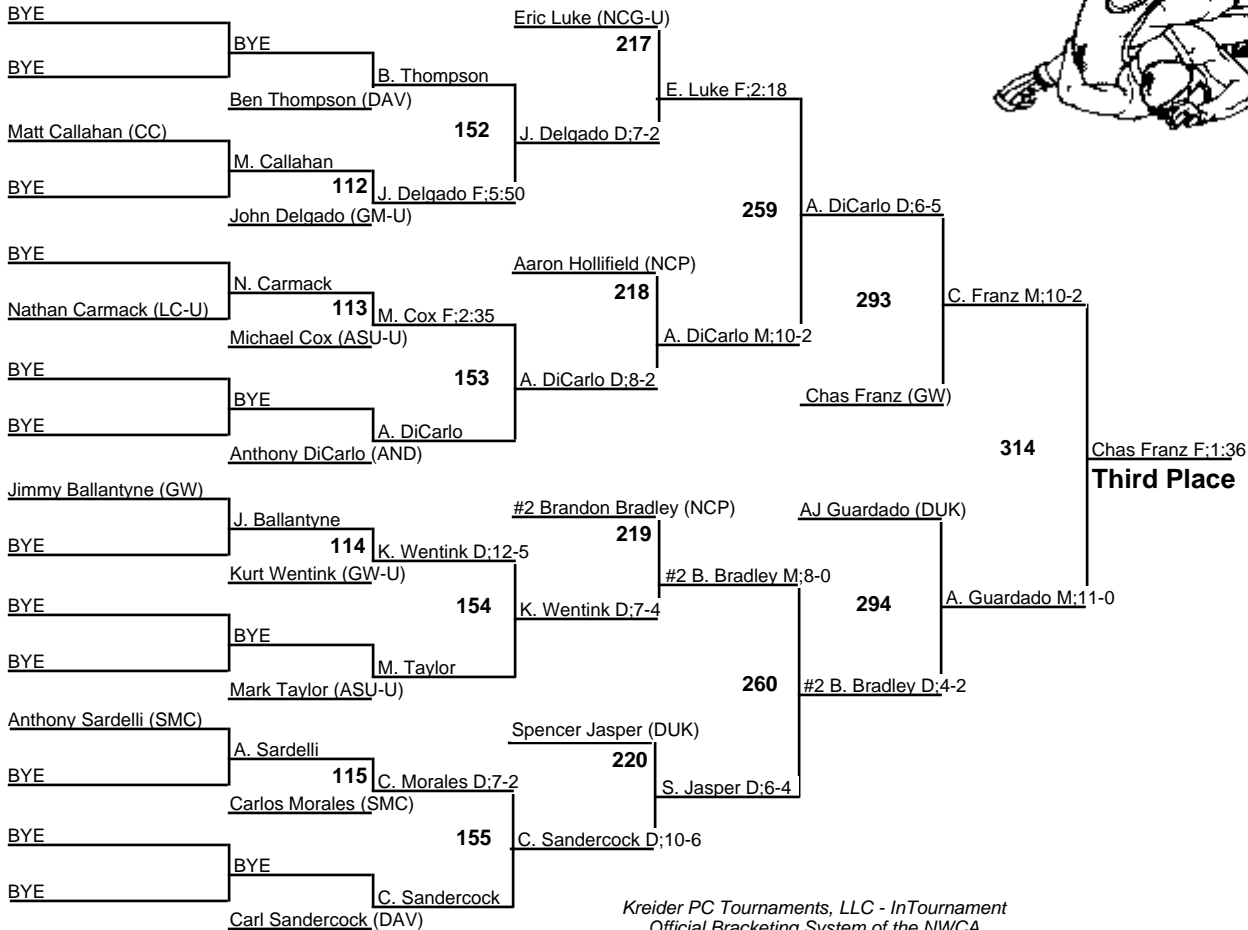 BYE
Eric Luke (NCG-U)
BYE
217
BYE
B. Thompson
E. Luke F;2:18
Ben Thompson (DAV)
152
J. Delgado D;7-2
Matt Callahan (CC)
M. Callahan
BYE
112
J. Delgado F;5:50
259
A. DiCarlo D;6-5
John Delgado (GM-U)
BYE
Aaron Hollifield (NCP)
N. Carmack
218
293
C. Franz M;10-2
Nathan Carmack (LC-U)
113
M. Cox F;2:35
Michael Cox (ASU-U)
A. DiCarlo M;10-2
BYE
153
A. DiCarlo D;8-2
Chas Franz (GW)
BYE
BYE
A. DiCarlo
Anthony DiCarlo (AND)
314
Chas Franz F;1:36
Third Place
Jimmy Ballantyne (GW)
#2 Brandon Bradley (NCP)
AJ Guardado (DUK)
J. Ballantyne
219
BYE
114
K. Wentink D;12-5
Kurt Wentink (GW-U)
#2 B. Bradley M;8-0
BYE
154
K. Wentink D;7-4
294
A. Guardado M;11-0
BYE
BYE
M. Taylor
Mark Taylor (ASU-U)
260
#2 B. Bradley D;4-2
Anthony Sardelli (SMC)
Spencer Jasper (DUK)
A. Sardelli
220
BYE
115
C. Morales D;7-2
S. Jasper D;6-4
Carlos Morales (SMC)
BYE
155
C. Sandercock D;10-6
BYE
BYE
C. Sandercock
Carl Sandercock (DAV)
Kreider PC Tournaments, LLC - InTournament
Official Bracketing System of the NWCA